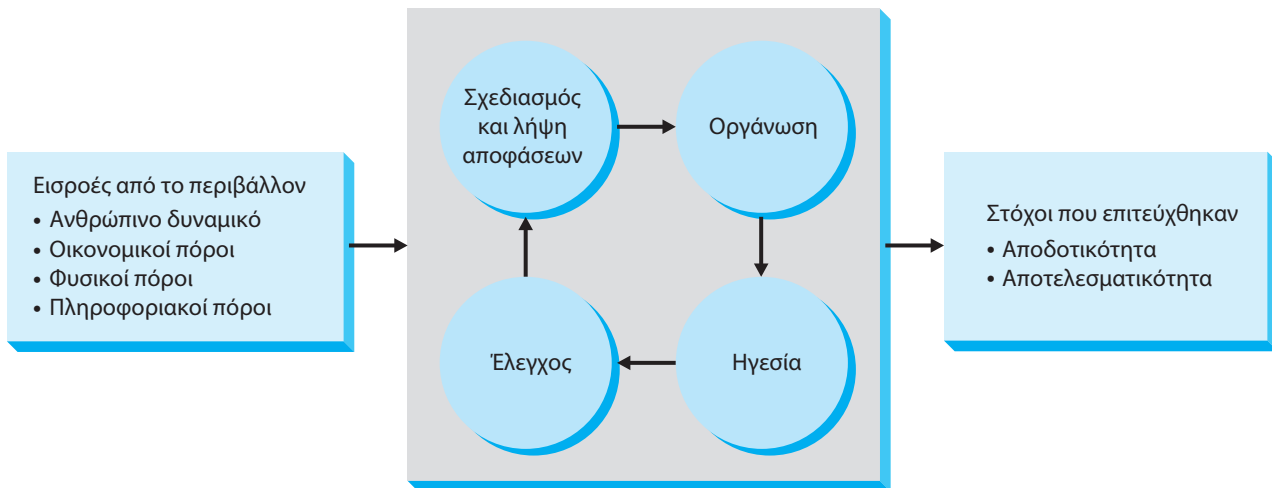 Εισροές από το περιβάλλον
• Ανθρώπινο δυναμικό
• Οικονομικοί πόροι
• Φυσικοί πόροι
• Πληροφοριακοί πόροι
Σχεδιασμός
και λήψη
αποφάσεων
Οργάνωση
Έλεγχος
Ηγεσία
Στόχοι που επιτεύχθηκαν
• Αποδοτικότητα
• Αποτελεσματικότητα